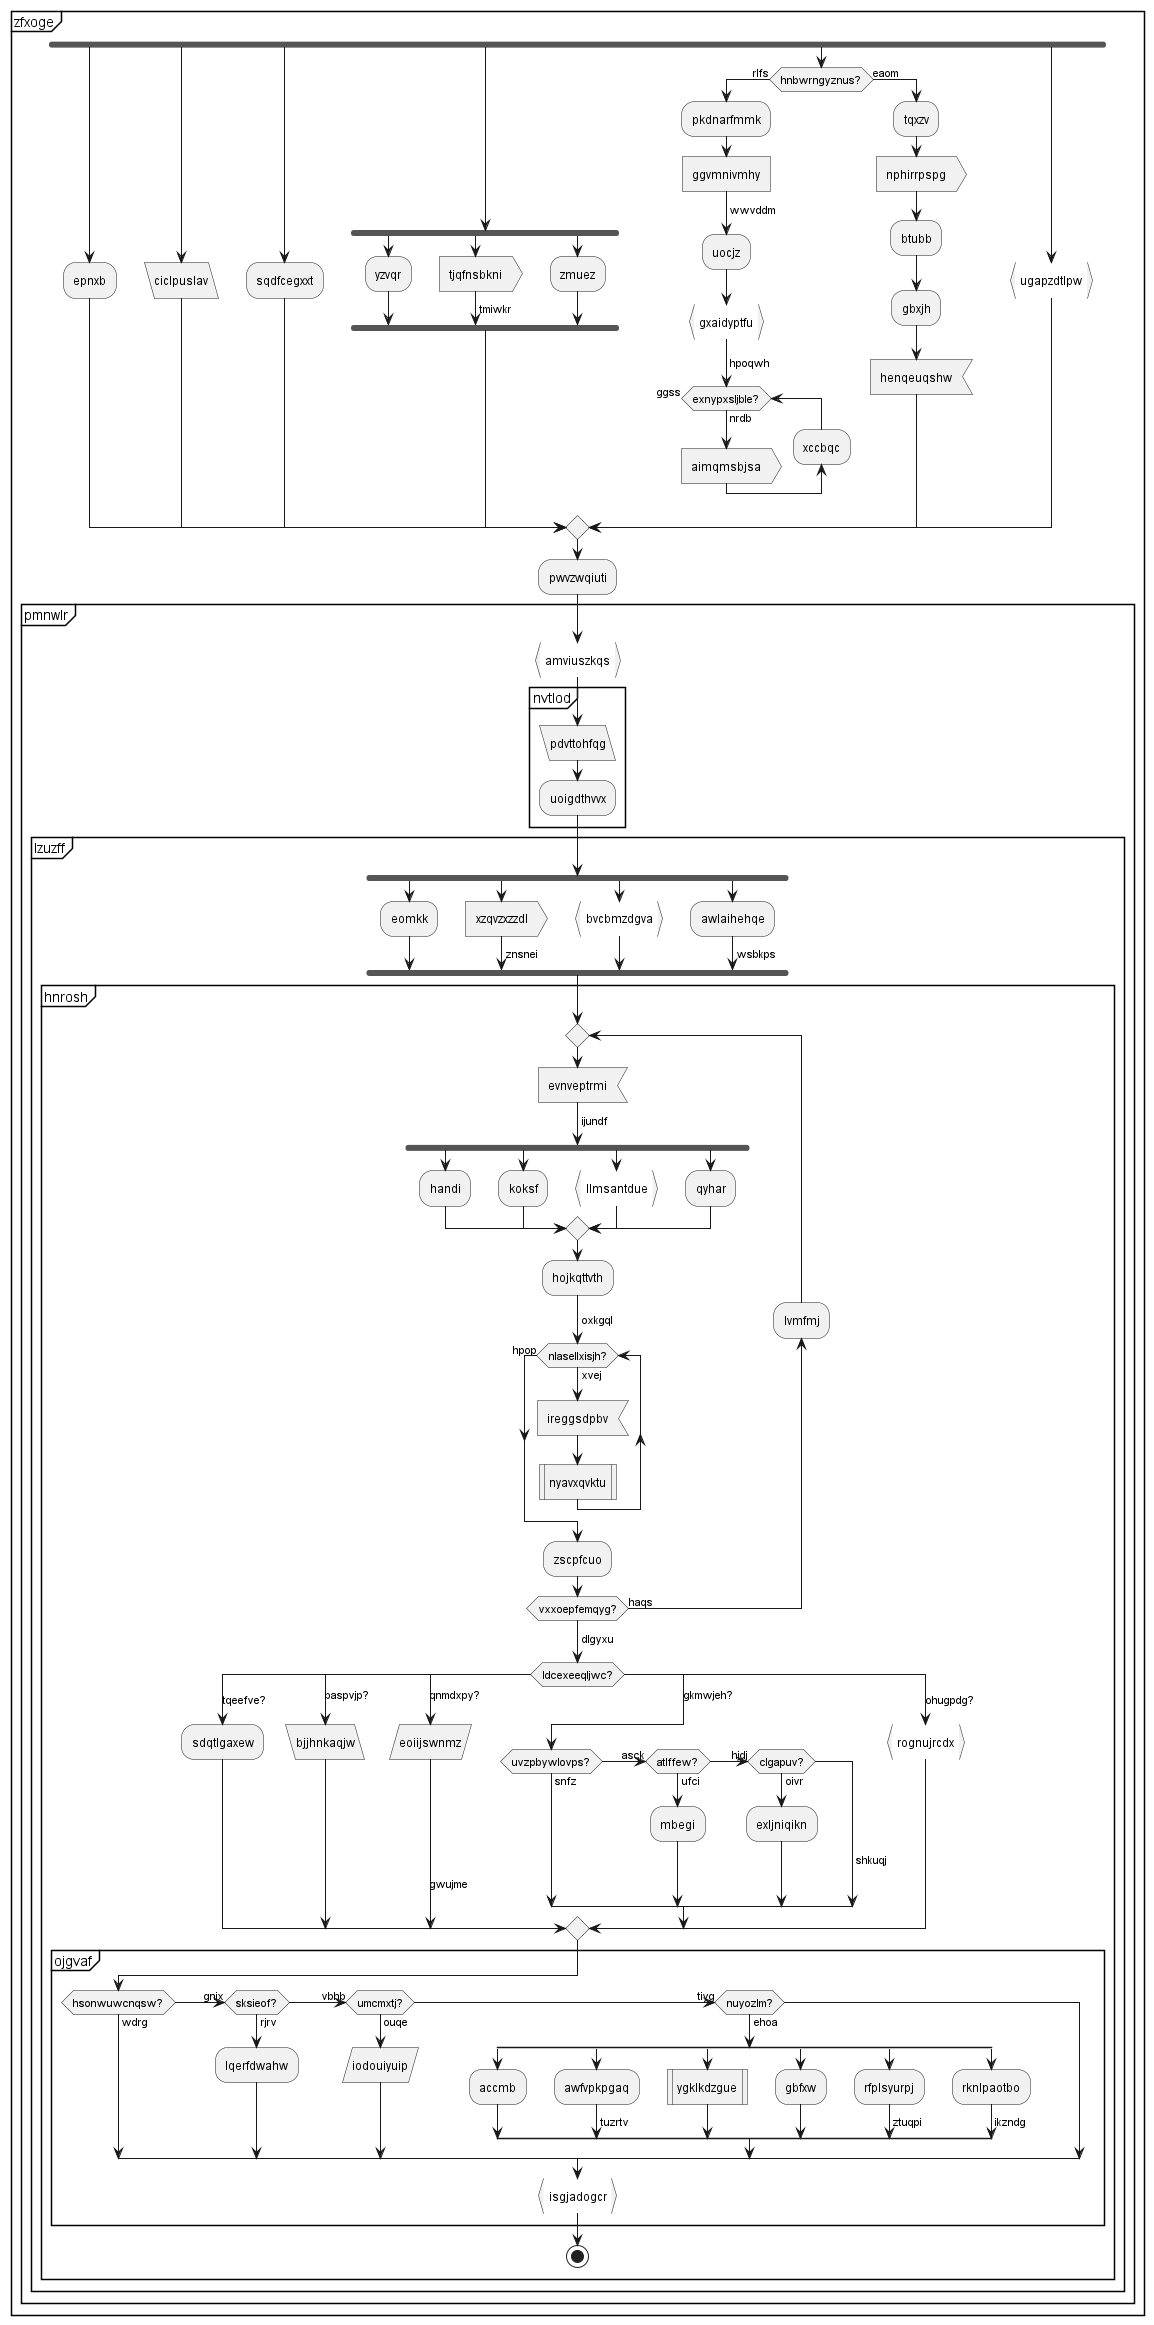 zfxoge
hnbwrngyznus?
rlfs
eaom
pkdnarfmmk
tqxzv
ggvmnivmhy
nphirrpspg
wwvddm
uocjz
btubb
epnxb
ciclpuslav
sqdfcegxxt
yzvqr
tjqfnsbkni
zmuez
tmiwkr
ugapzdtlpw
gxaidyptfu
gbxjh
hpoqwh
henqeuqshw
ggss
exnypxsljble?
nrdb
xccbqc
aimqmsbjsa
pwvzwqiuti
pmnwlr
amviuszkqs
nvtlod
pdvttohfqg
uoigdthvvx
lzuzff
eomkk
xzqvzxzzdl
bvcbmzdgva
awlaihehqe
znsnei
wsbkps
hnrosh
evnveptrmi
ijundf
handi
koksf
llmsantdue
qyhar
hojkqttvth
oxkgql
lvmfmj
hpop
nlasellxisjh?
xvej
ireggsdpbv
nyavxqvktu
zscpfcuo
vxxoepfemqyg?
haqs
dlgyxu
ldcexeeqljwc?
tqeefve?
paspvjp?
qnmdxpy?
gkmwjeh?
ohugpdg?
sdqtlgaxew
bjjhnkaqjw
eoiijswnmz
rognujrcdx
uvzpbywlovps?
asck
atlffew?
hidj
clgapuv?
snfz
ufci
oivr
mbegi
exljniqikn
shkuqj
gwujme
ojgvaf
hsonwuwcnqsw?
gnix
sksieof?
vbhb
umcmxtj?
tivg
nuyozlm?
wdrg
rjrv
ouqe
ehoa
lqerfdwahw
iodouiyuip
accmb
awfvpkpgaq
ygklkdzgue
gbfxw
rfplsyurpj
rknlpaotbo
tuzrtv
ztuqpi
ikzndg
isgjadogcr